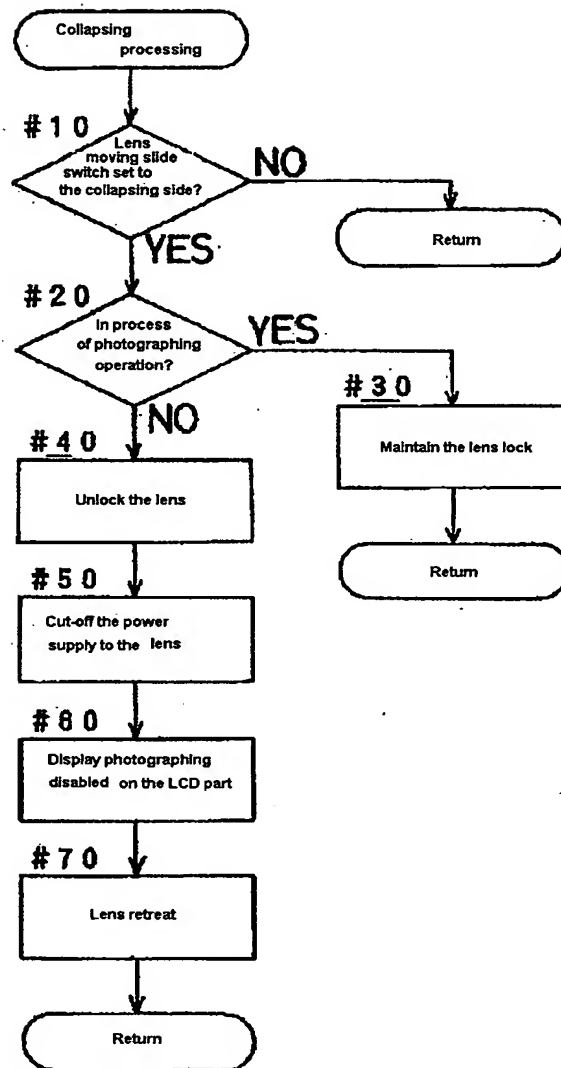 Collapsing
processing
#10
Lens
moving slide
switch set to
the collapsing side?
NO
Return
YES
#20
In process
of photographing
operation?
YES
#30
Maintain the lens lock
Return
NO
#40
Unlock the lens
#50
Cut-off the power
supply to the lens
#60
Display photographing
disabled on the LCD part
#70
Lens retreat
Return